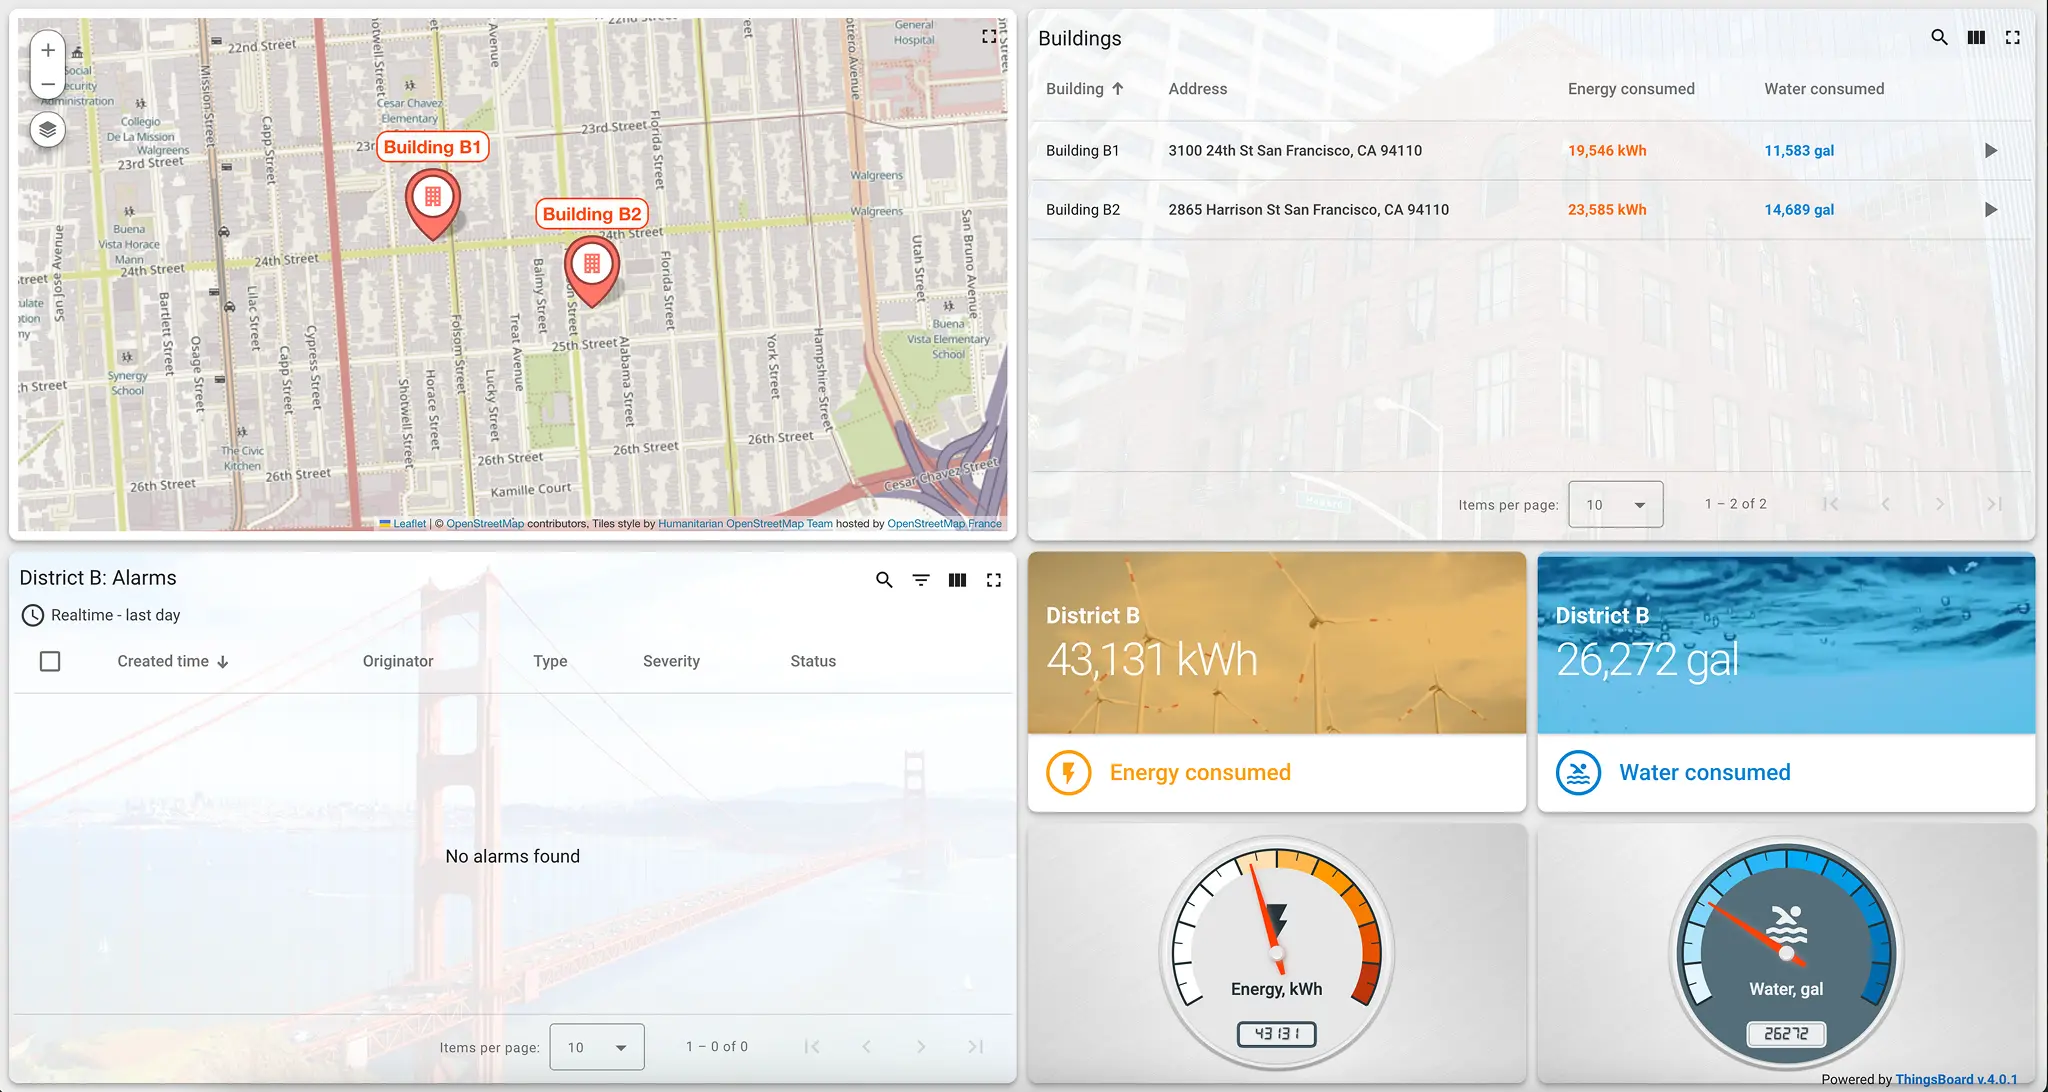 22nd Street
22nd Street
Mission Street
Capp Street
Avenue
General
Hospital
Social
Security
Administration
Collegio
De La Mission
Walgreens
23rd Street
Cesar Chavez
Elementary
23rd Street
Florida Street
Building B1
Building B2
Walgreens
Walgreens
Buena
Vista Horace
Mann
24th Street
24th Street
24th Street
San Jose Avenue
Bartlett Street
Osage Street
Lilac Street
Capp Street
Cypress Street
Shotwell Street
Horace Street
Folsom Street
Lucky Street
Treat Avenue
Balmy Street
Alabama Street
Florida Street
York Street
Hampshire Street
Utah Street
San Bruno Avenue
Buena
Vista Elementary
School
25th Street
Synergy
School
The Civic
Kitchen
26th Street
26th Street
26th Street
26th Street
26th Street
Kamille Court
Cesar Chavez Street
Leaflet | © OpenStreetMap contributors, Tiles style by Humanitarian OpenStreetMap Team hosted by OpenStreetMap France
Buildings
Building Address Energy consumed Water consumed
Building B1 3100 24th St San Francisco, CA 94110 19,546 kWh 11,583 gal
Building B2 2865 Harrison St San Francisco, CA 94110 23,585 kWh 14,689 gal
Items per page: 10 1 – 2 of 2
District B: Alarms
Realtime - last day
Created time Originator Type Severity Status
No alarms found
Items per page: 10 1 – 0 of 0
District B
43,131 kWh
Energy consumed
District B
26,272 gal
Water consumed
Energy, kWh
43131
Water, gal
26272
Powered by ThingsBoard v.4.0.1